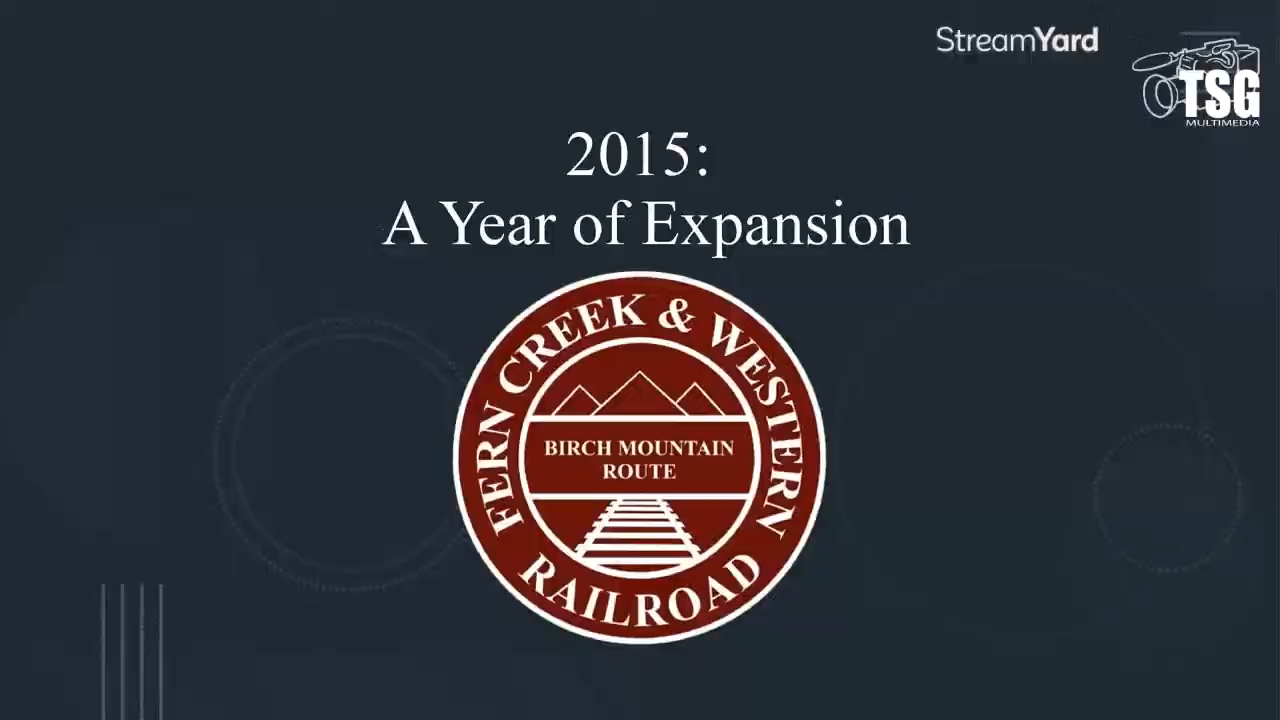 StreamYard
TSG
MULTIMEDIA
2015:
A Year of Expansion
FERN CREEK & WESTERN
BIRCH MOUNTAIN
ROUTE
RAILROAD